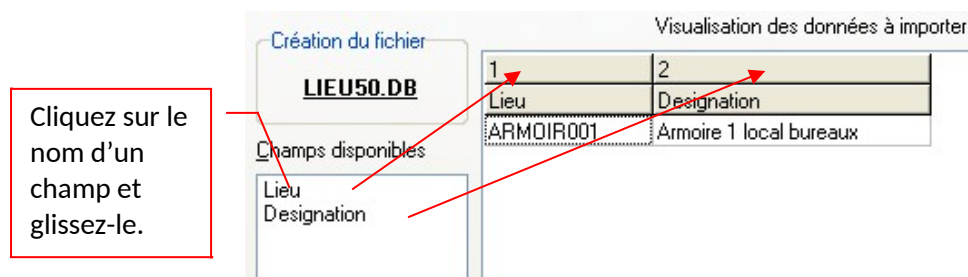 Création du fichier
LIEU50.DB
Champs disponibles
Lieu
Designation
Cliquez sur le
nom d’un
champ et
glissez-le.
Visualisation des données à importer
1 2
Lieu Designation
ARMOIR001 Armoire 1 local bureaux